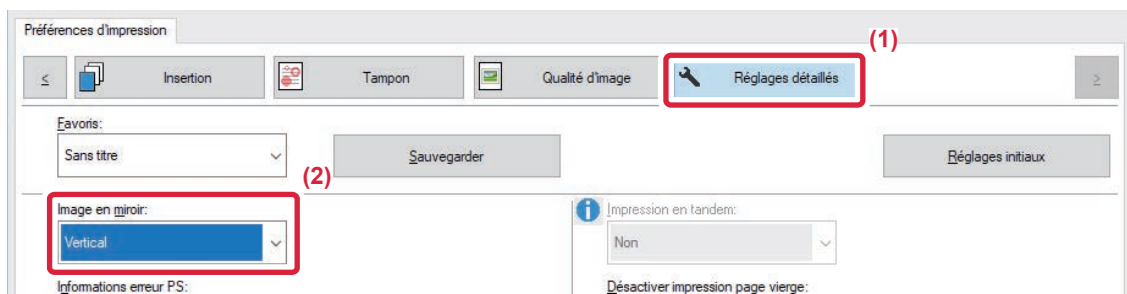 Préférences d'impression
(1)
<
Insertion
Tampon
Qualité d'image
Réglages détaillés
>
Favoris:
Sans titre
Sauvegarder
Réglages initiaux
(2)
Image en miroir:
Vertical
Impression en tandem:
Non
Informations erreur PS:
Désactiver impression page vierge: